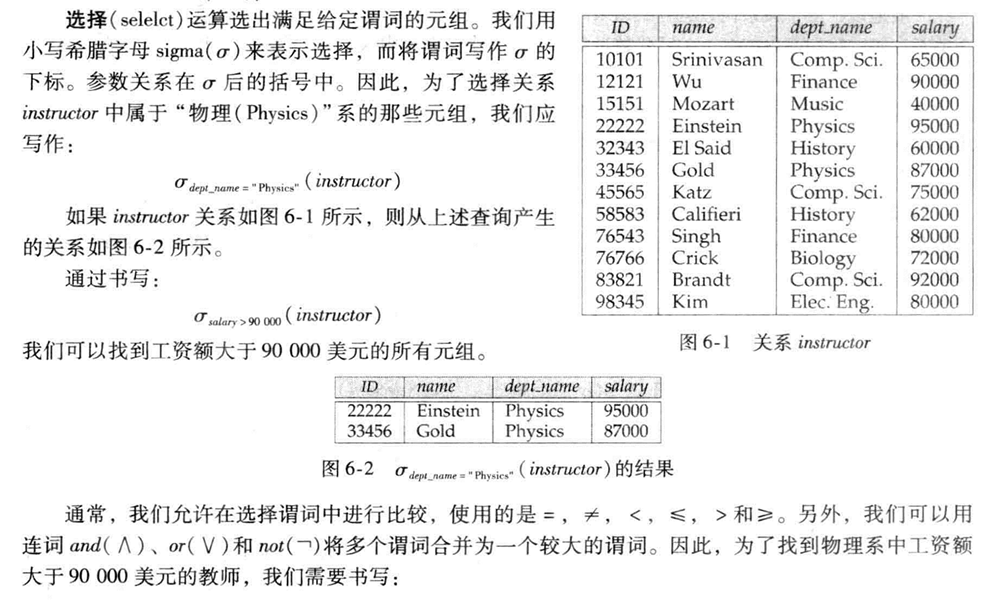 选择(selelct)运算选出满足给定谓词的元组。我们用
小写希腊字母 sigma(σ)来表示选择，而将谓词写作 σ 的
下标。参数关系在 σ 后的括号中。因此，为了选择关系
instructor 中属于“物理(Physics)”系的那些元组，我们应
写作：
σ dept_name = "Physics" (instructor)
如果 instructor 关系如图 6-1 所示，则从上述查询产生
的关系如图 6-2 所示。
通过书写：
σ salary > 90 000 (instructor)
我们可以找到工资额大于 90 000 美元的所有元组。
ID name dept_name salary
10101 Srinivasan Comp. Sci. 65000
12121 Wu Finance 90000
15151 Mozart Music 40000
22222 Einstein Physics 95000
32343 El Said History 60000
33456 Gold Physics 87000
45565 Katz Comp. Sci. 75000
58583 Califieri History 62000
76543 Singh Finance 80000
76766 Crick Biology 72000
83821 Brandt Comp. Sci. 92000
98345 Kim Elec. Eng. 80000
图 6-1 关系 instructor
ID name dept_name salary
22222 Einstein Physics 95000
33456 Gold Physics 87000
图 6-2 σ dept_name = "Physics" (instructor)的结果
通常，我们允许在选择谓词中进行比较，使用的是 =，≠，<，≤，>和≥。另外，我们可以用
连词 and(∧)、or(∨)和 not(¬)将多个谓词合并为一个较大的谓词。因此，为了找到物理系中工资额
大于 90 000 美元的教师，我们需要书写：